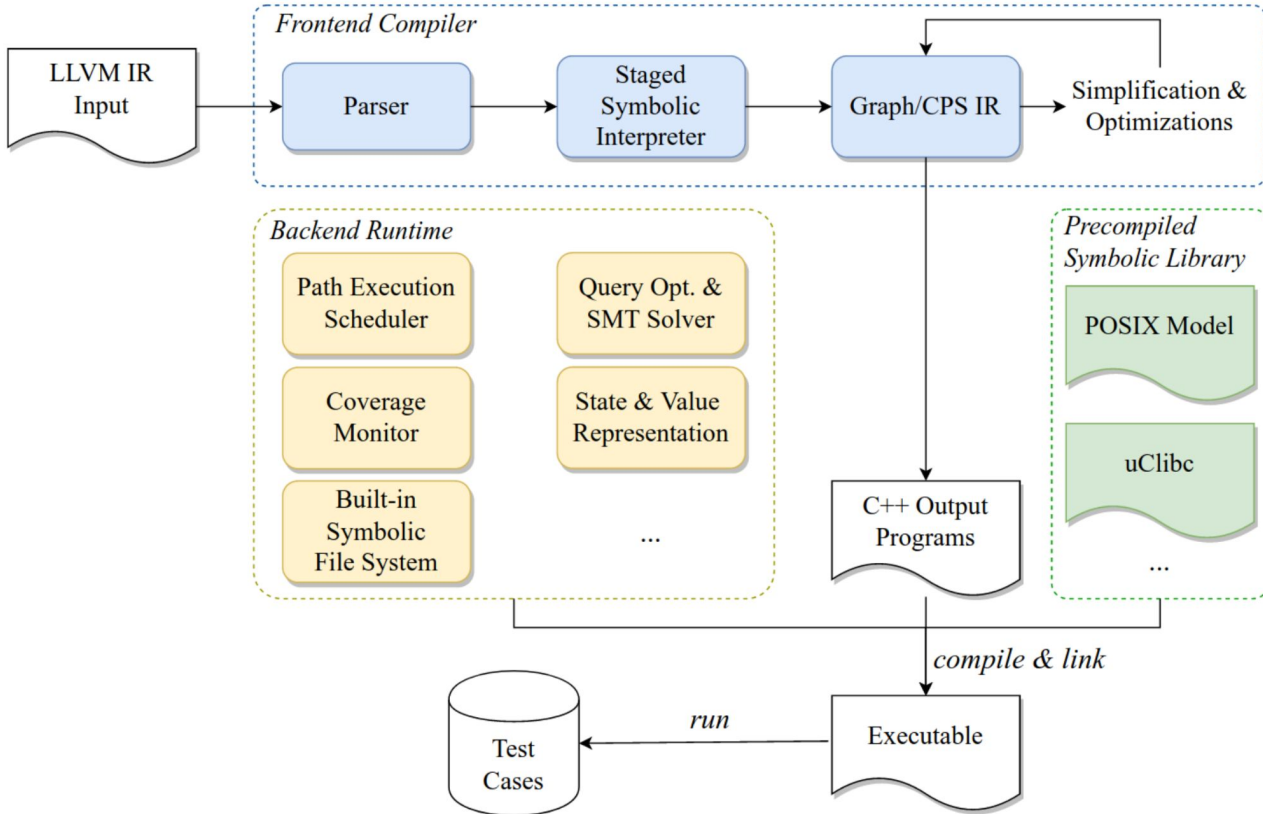 Frontend Compiler
LLVM IR
Input
Parser
Staged
Symbolic
Interpreter
Graph/CPS IR
Simplification &
Optimizations
Backend Runtime
Path Execution
Scheduler
Query Opt. &
SMT Solver
Coverage
Monitor
State & Value
Representation
Built-in
Symbolic
File System
...
C++ Output
Programs
Precompiled
Symbolic Library
POSIX Model
uClibc
...
compile & link
Executable
run
Test
Cases